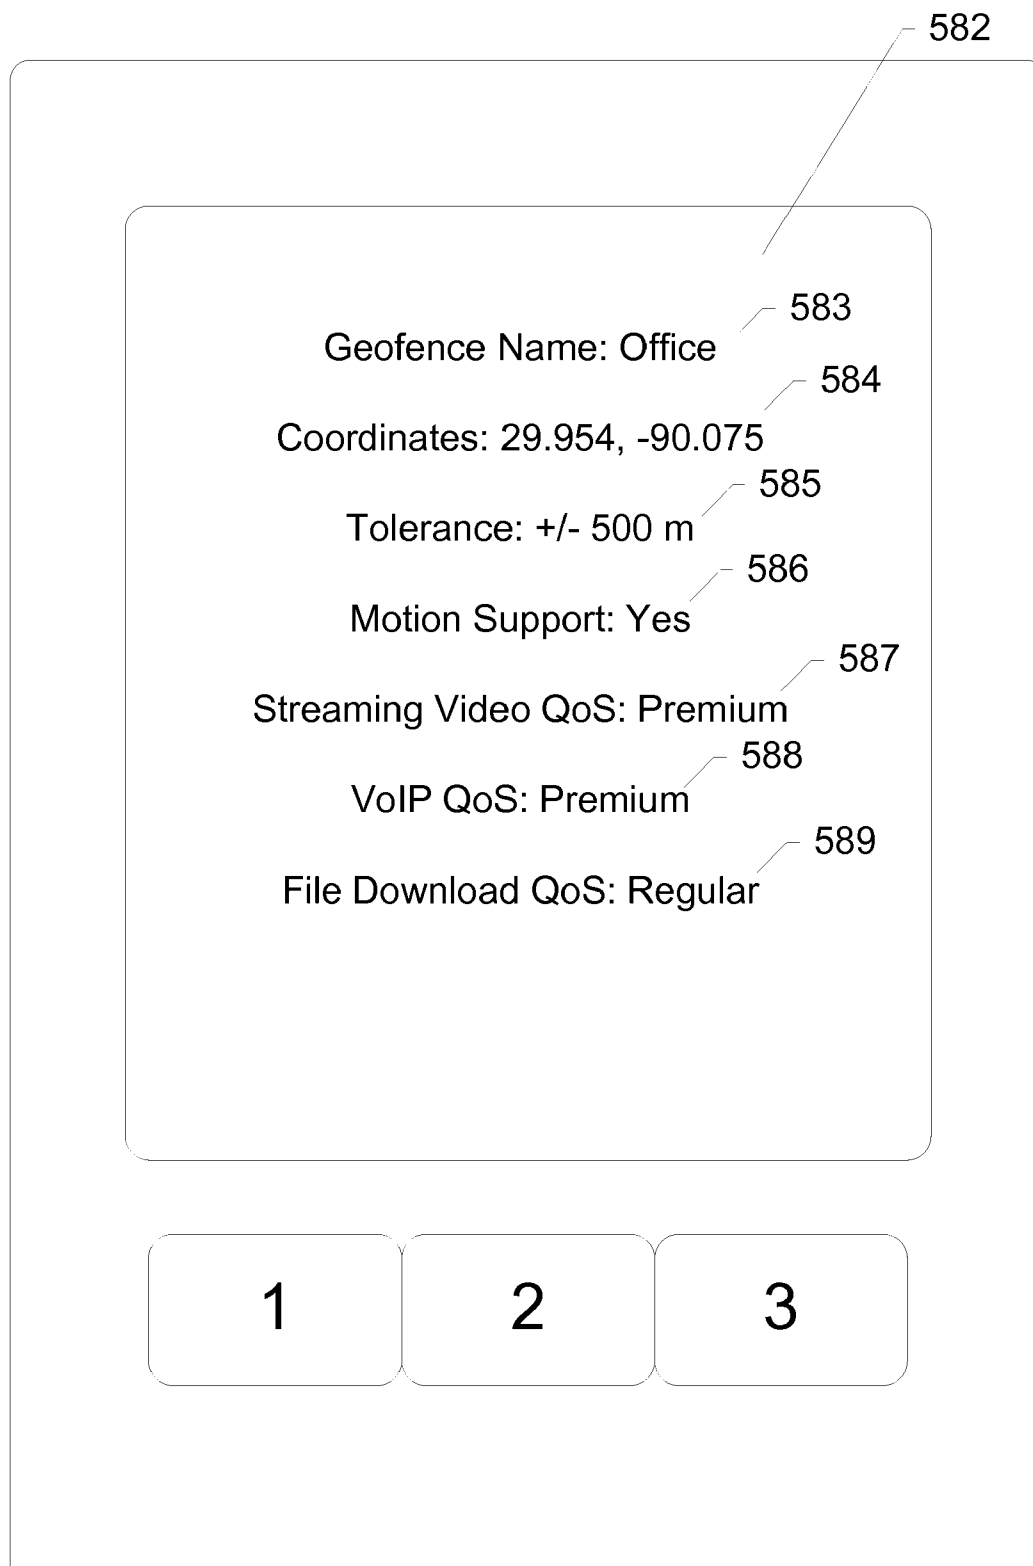 582
583
Geofence Name: Office
584
Coordinates: 29.954, -90.075
585
Tolerance: +/- 500 m
586
Motion Support: Yes
587
Streaming Video QoS: Premium
588
VoIP QoS: Premium
589
File Download QoS: Regular
1 2 3